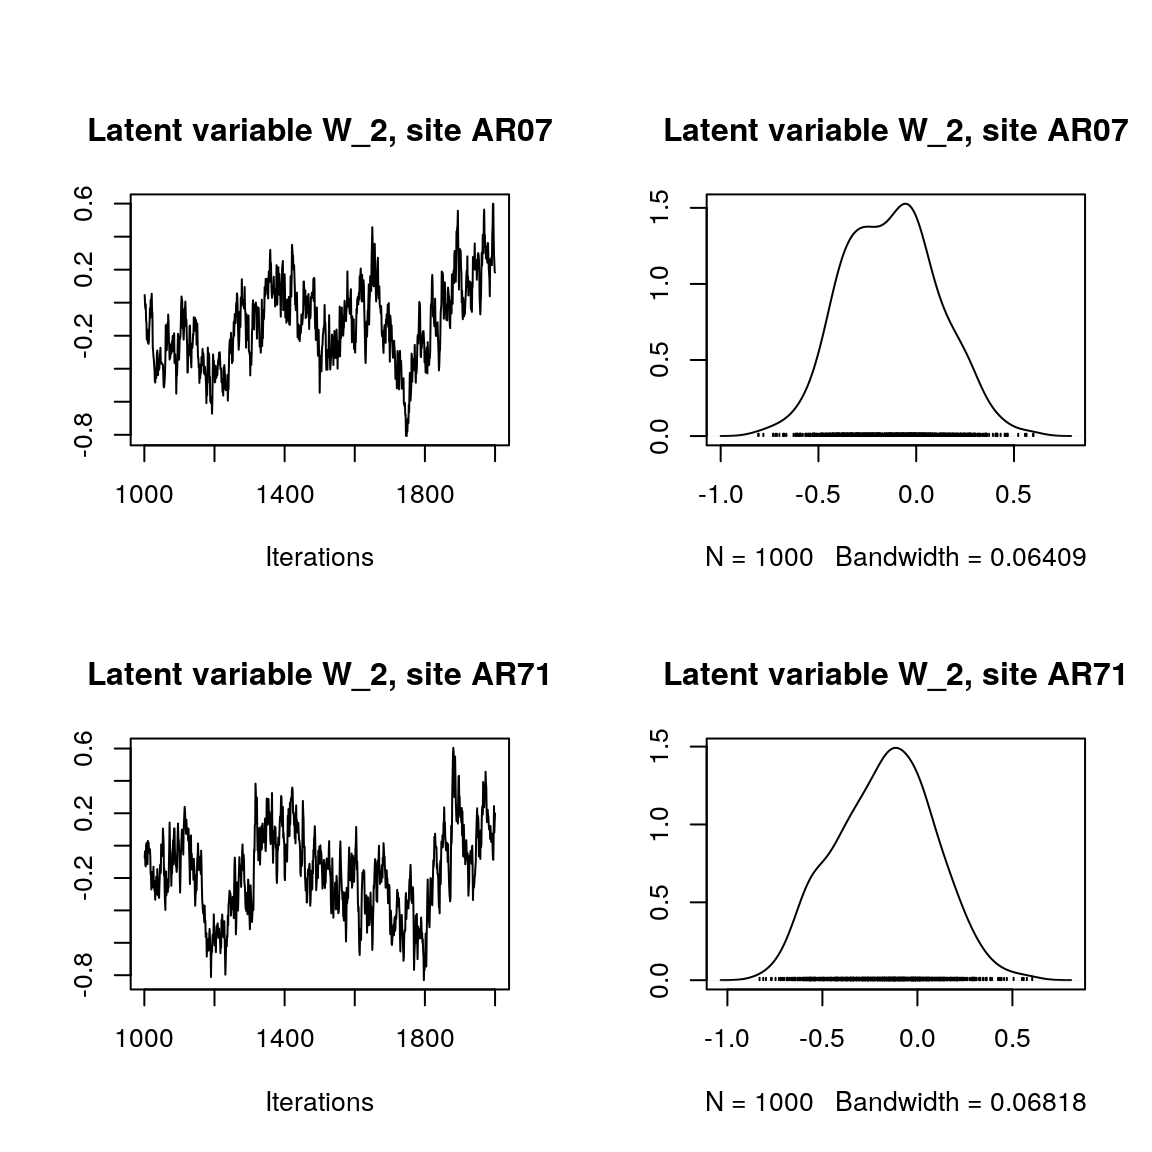 Latent variable W_2, site AR07
0.6
0.2
-0.2
-0.8
1000 1400 1800
Iterations
Latent variable W_2, site AR07
1.5
1.0
0.5
0.0
-1.0 -0.5 0.0 0.5
N = 1000 Bandwidth = 0.06409
Latent variable W_2, site AR71
0.6
0.2
-0.2
-0.8
1000 1400 1800
Iterations
Latent variable W_2, site AR71
1.5
1.0
0.5
0.0
-1.0 -0.5 0.0 0.5
N = 1000 Bandwidth = 0.06818